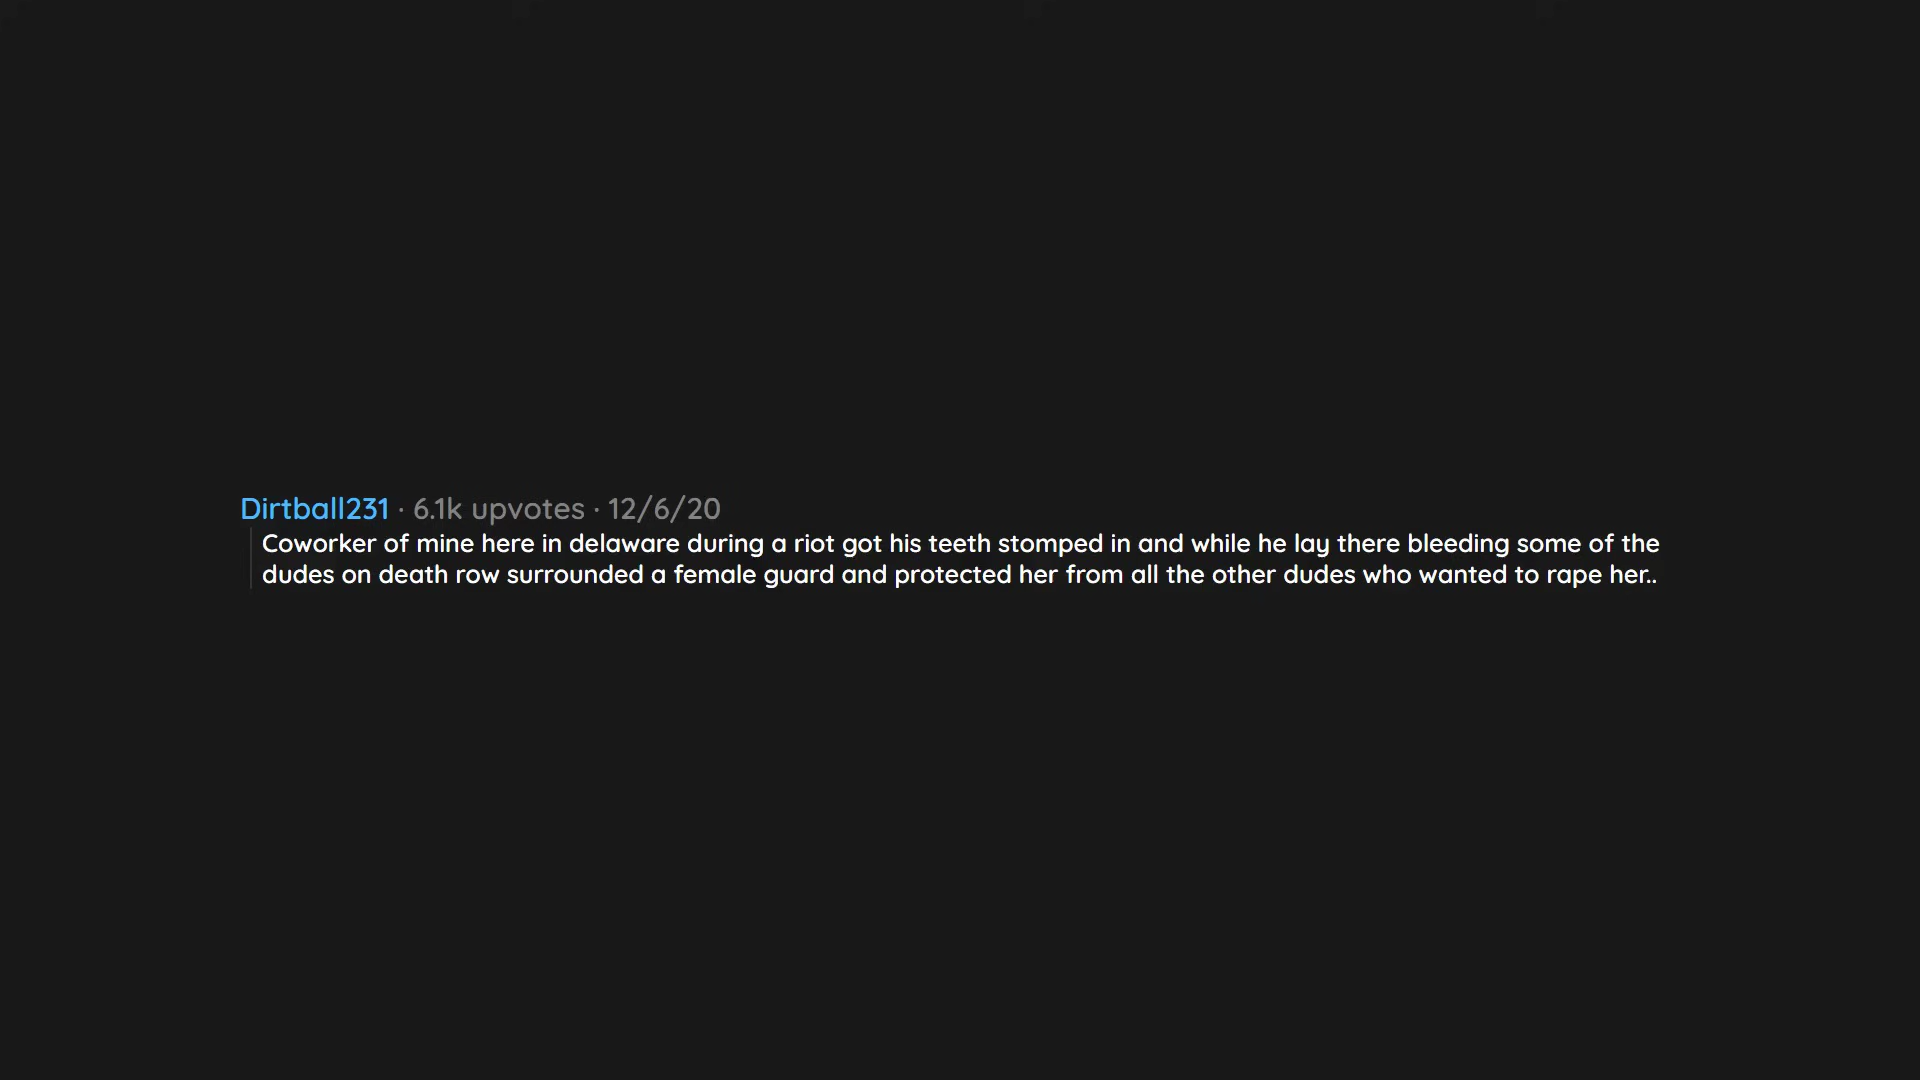 Dirtball231 · 6.1k upvotes · 12/6/20
Coworker of mine here in delaware during a riot got his teeth stomped in and while he lay there bleeding some of the
dudes on death row surrounded a female guard and protected her from all the other dudes who wanted to rape her..